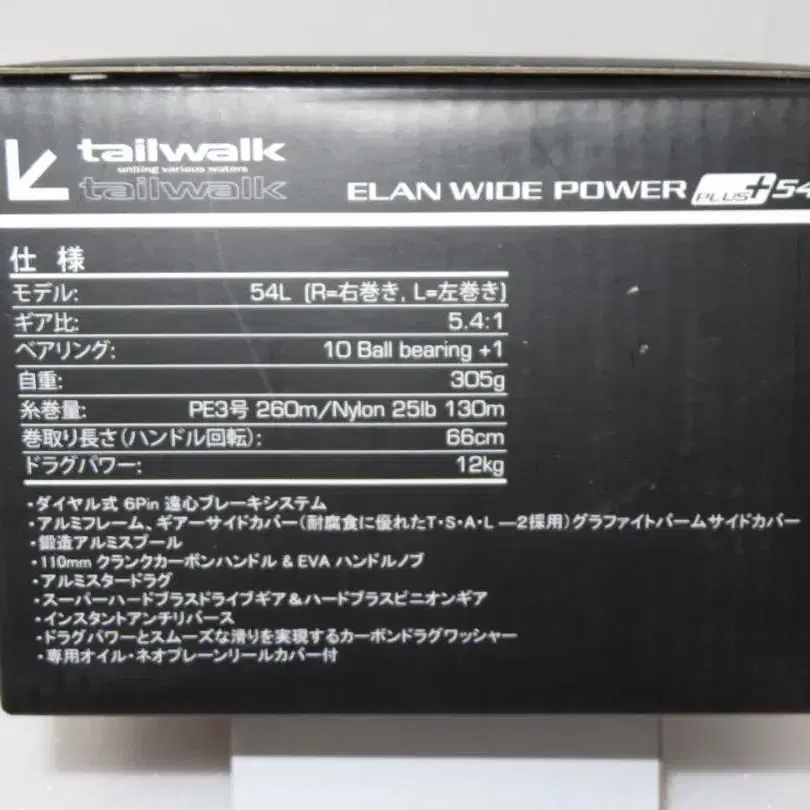 tailwalk
uniting various waters
tailwalk
ELAN WIDE POWER PLUS+ 54
仕 様
モデル: 54L (R=右巻き, L=左巻き)
ギア比: 5.4:1
ベアリング: 10 Ball bearing +1
自重: 305g
糸巻量: PE3号 260m/Nylon 25lb 130m
巻取り長さ(ハンドル回転): 66cm
ドラグパワー: 12kg
・ダイヤル式 6Pin 遠心ブレーキシステム
・アルミフレーム、ギアーサイドカバー(耐腐食に優れたT・S・A・L ―2採用)グラファイトパームサイドカバー
・鍛造アルミスプール
・110mm クランクカーボンハンドル & EVA ハンドルノブ
・アルミスタードラグ
・スーパーハードブラスドライブギア&ハードブラスピニオンギア
・インスタントアンチリバース
・ドラグパワーとスムーズな滑りを実現するカーボンドラグワッシャー
・専用オイル・ネオプレーンリールカバー付